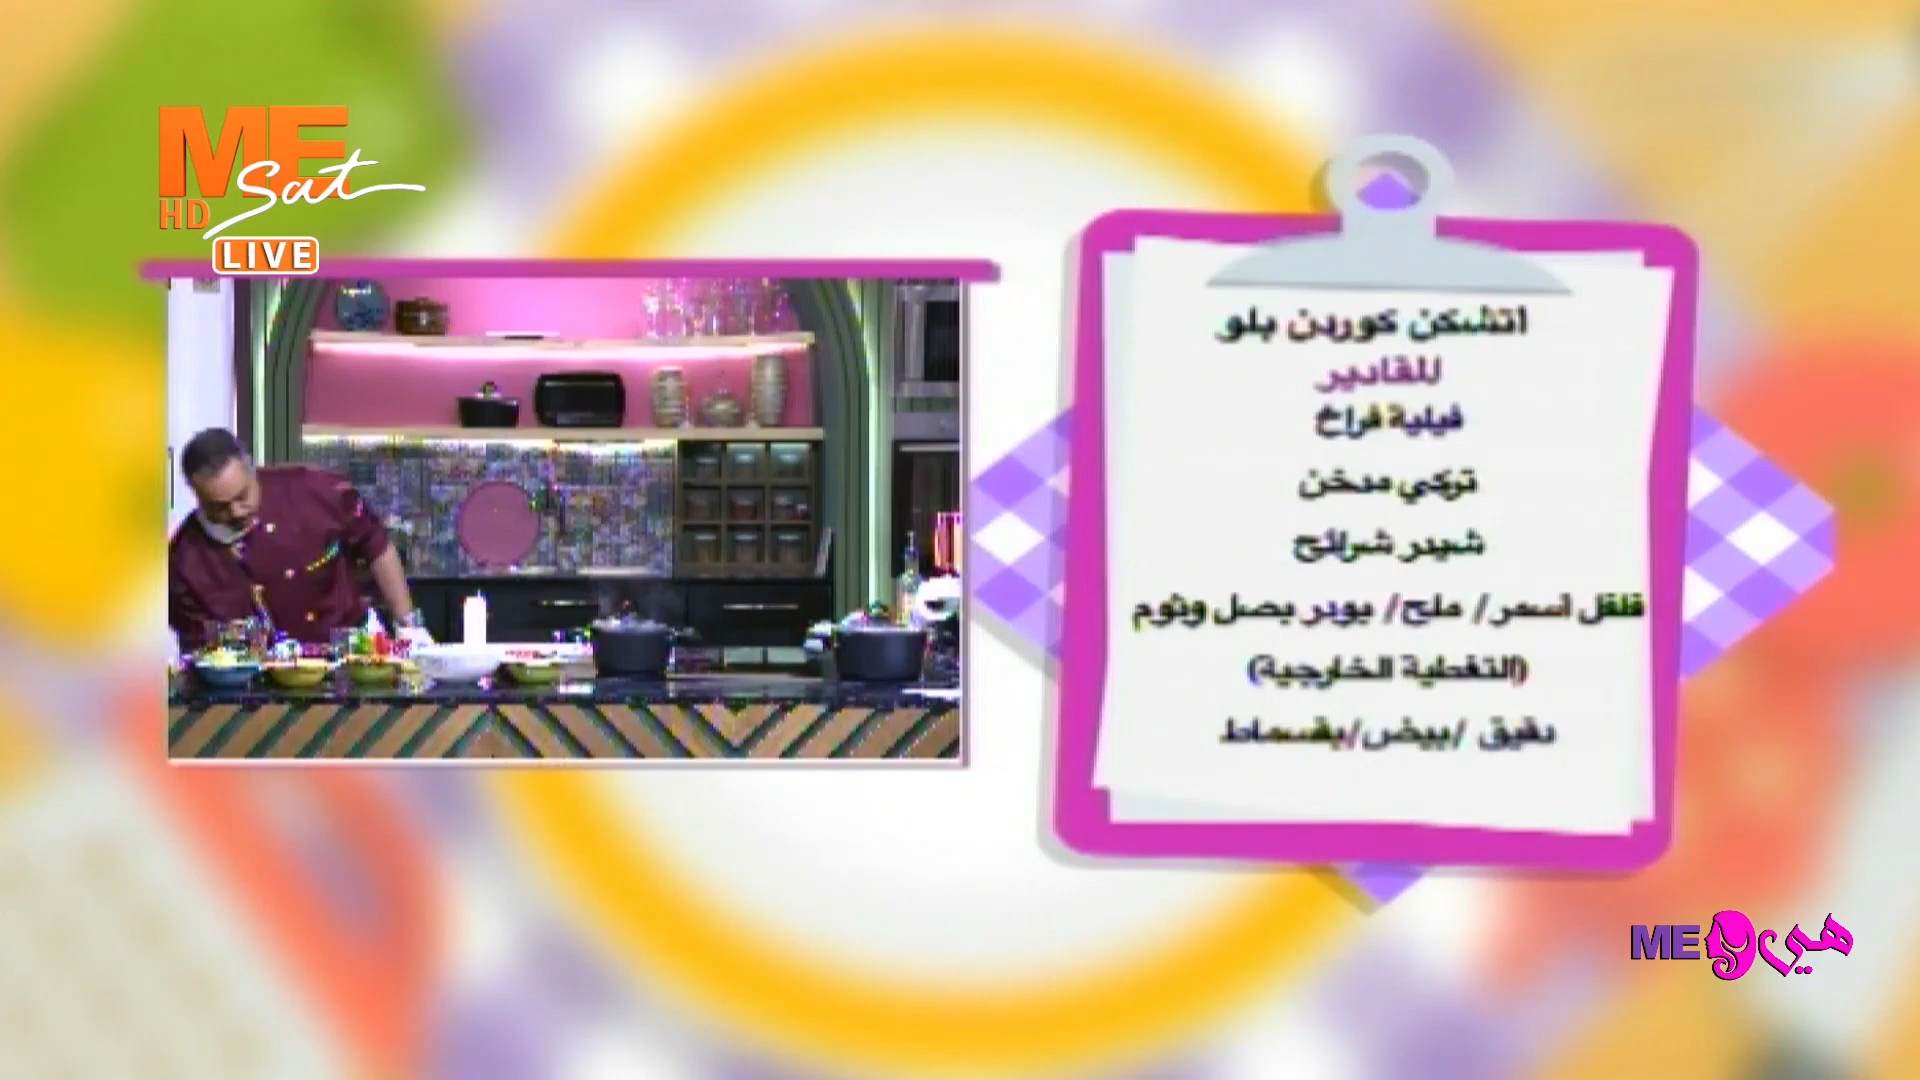 ME
Sat
HD
LIVE
اتشكن كوردن بلو
المقادير
فيلية فراخ
تركي مدخن
شيدر شرائح
فلفل اسمر/ ملح/ بودر بصل وثوم
(التغطية الخارجية)
دقيق /بيض/بقسماط
ME هي